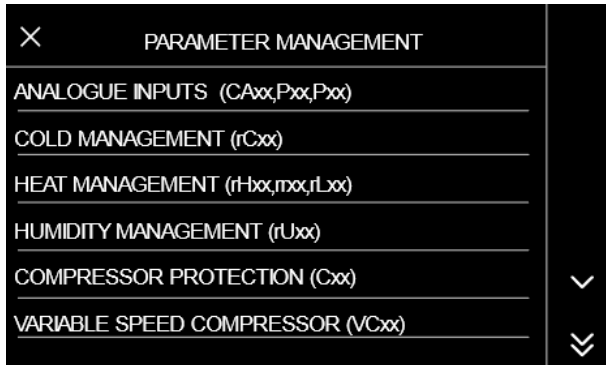 PARAMETER MANAGEMENT
ANALOGUE INPUTS (CAxx,Pxx,Pxx)
COLD MANAGEMENT (rCxx)
HEAT MANAGEMENT (rHxx,rrxx,rLxx)
HUMIDITY MANAGEMENT (rUxx)
COMPRESSOR PROTECTION (Cxx)
VARIABLE SPEED COMPRESSOR (VCxx)